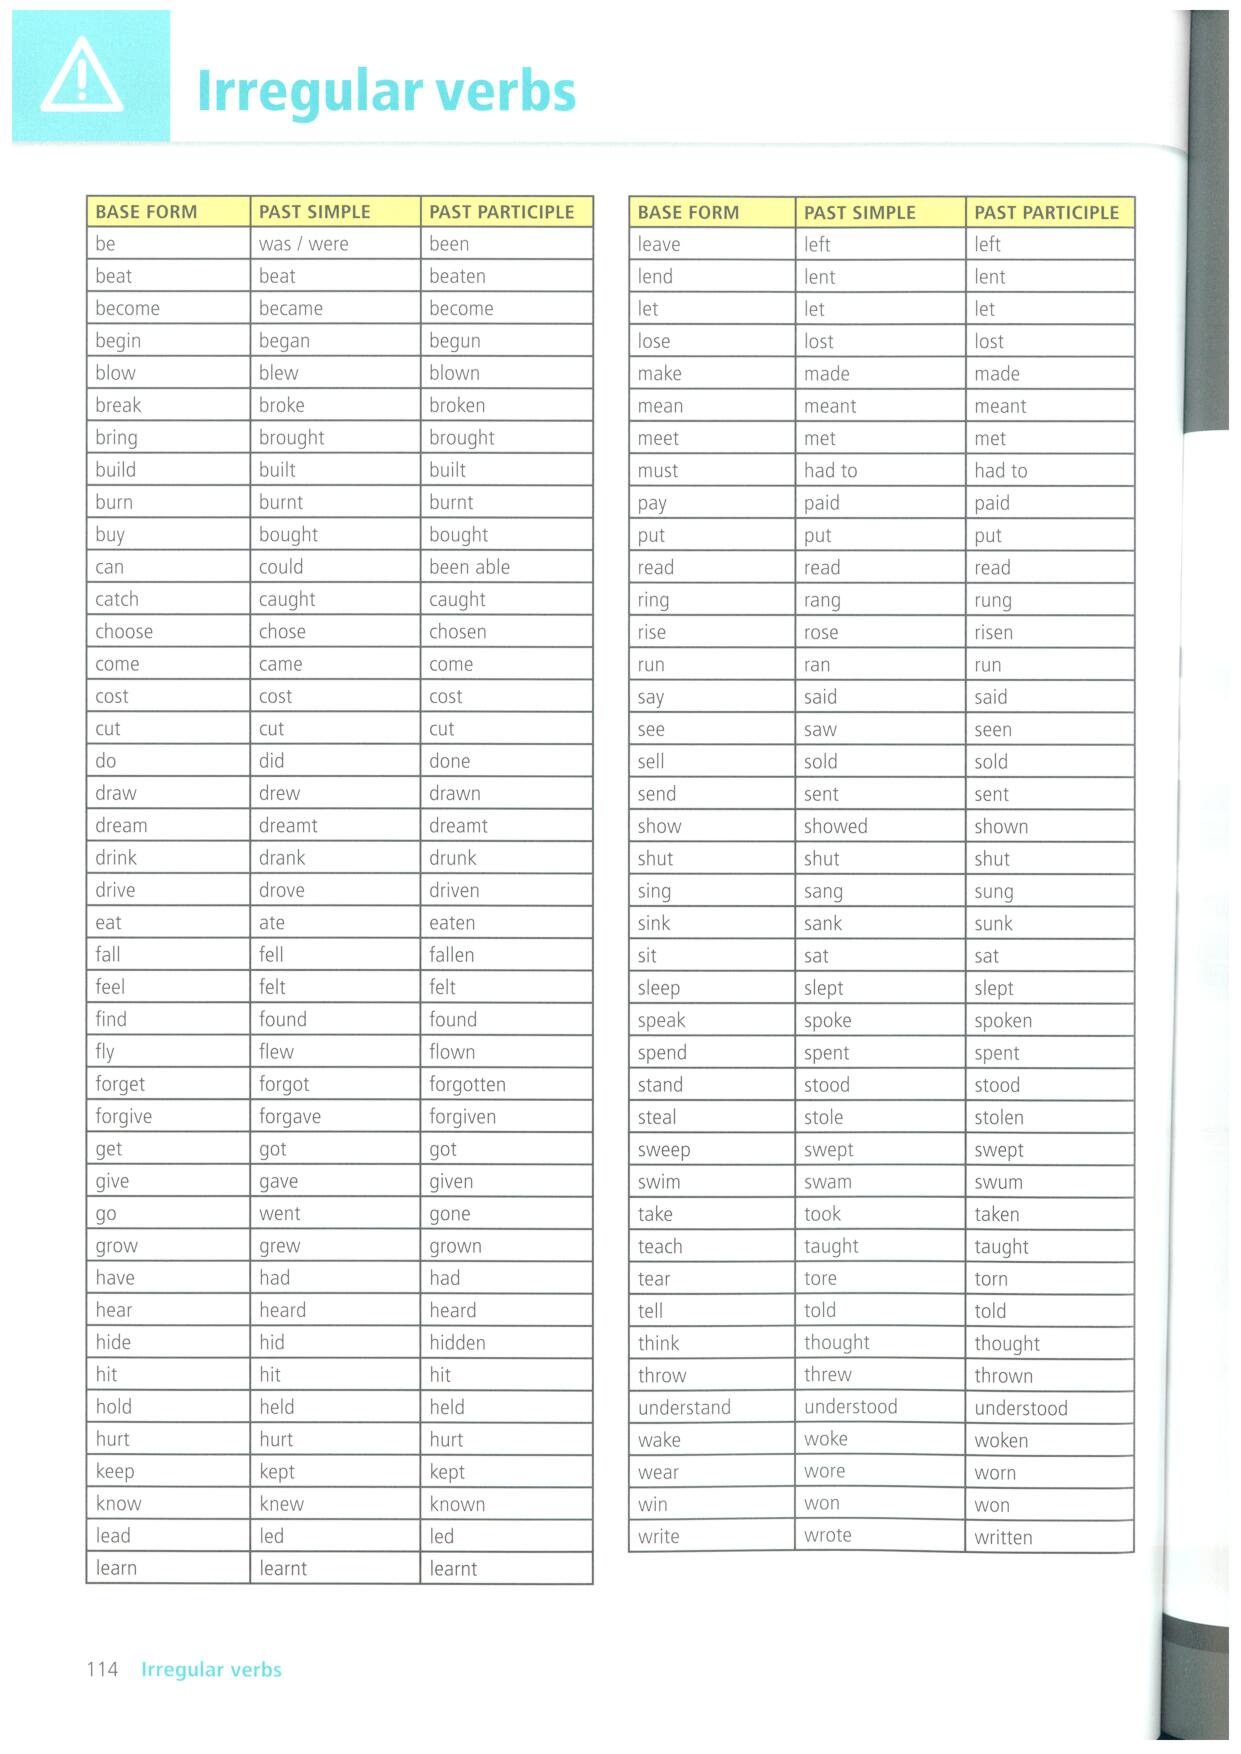 Irregular verbs
BASE FORM PAST SIMPLE PAST PARTICIPLE
be was / were been
beat beat beaten
become became become
begin began begun
blow blew blown
break broke broken
bring brought brought
build built built
burn burnt burnt
buy bought bought
can could been able
catch caught caught
choose chose chosen
come came come
cost cost cost
cut cut cut
do did done
draw drew drawn
dream dreamt dreamt
drink drank drunk
drive drove driven
eat ate eaten
fall fell fallen
feel felt felt
find found found
fly flew flown
forget forgot forgotten
forgive forgave forgiven
get got got
give gave given
go went gone
grow grew grown
have had had
hear heard heard
hide hid hidden
hit hit hit
hold held held
hurt hurt hurt
keep kept kept
know knew known
lead led led
learn learnt learnt
BASE FORM PAST SIMPLE PAST PARTICIPLE
leave left left
lend lent lent
let let let
lose lost lost
make made made
mean meant meant
meet met met
must had to had to
pay paid paid
put put put
read read read
ring rang rung
rise rose risen
run ran run
say said said
see saw seen
sell sold sold
send sent sent
show showed shown
shut shut shut
sing sang sung
sink sank sunk
sit sat sat
sleep slept slept
speak spoke spoken
spend spent spent
stand stood stood
steal stole stolen
sweep swept swept
swim swam swum
take took taken
teach taught taught
tear tore torn
tell told told
think thought thought
throw threw thrown
understand understood understood
wake woke woken
wear wore worn
win won won
write wrote written
114 Irregular verbs